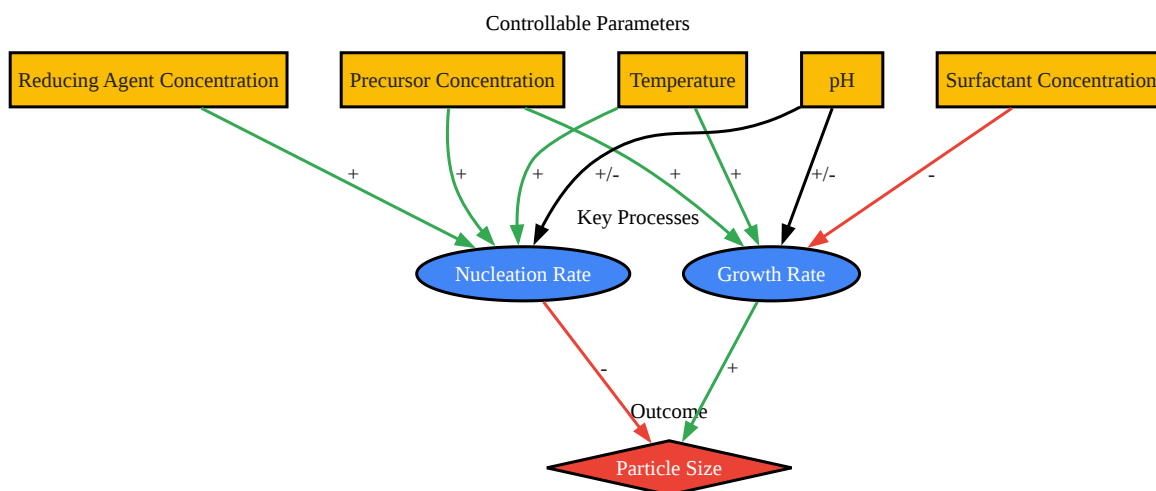 Controllable Parameters
Reducing Agent Concentration
Precursor Concentration
Temperature
pH
Surfactant Concentration
+
+
+
+/-
+
+
+/-
-
Key Processes
Nucleation Rate
Growth Rate
-
+
Outcome
Particle Size